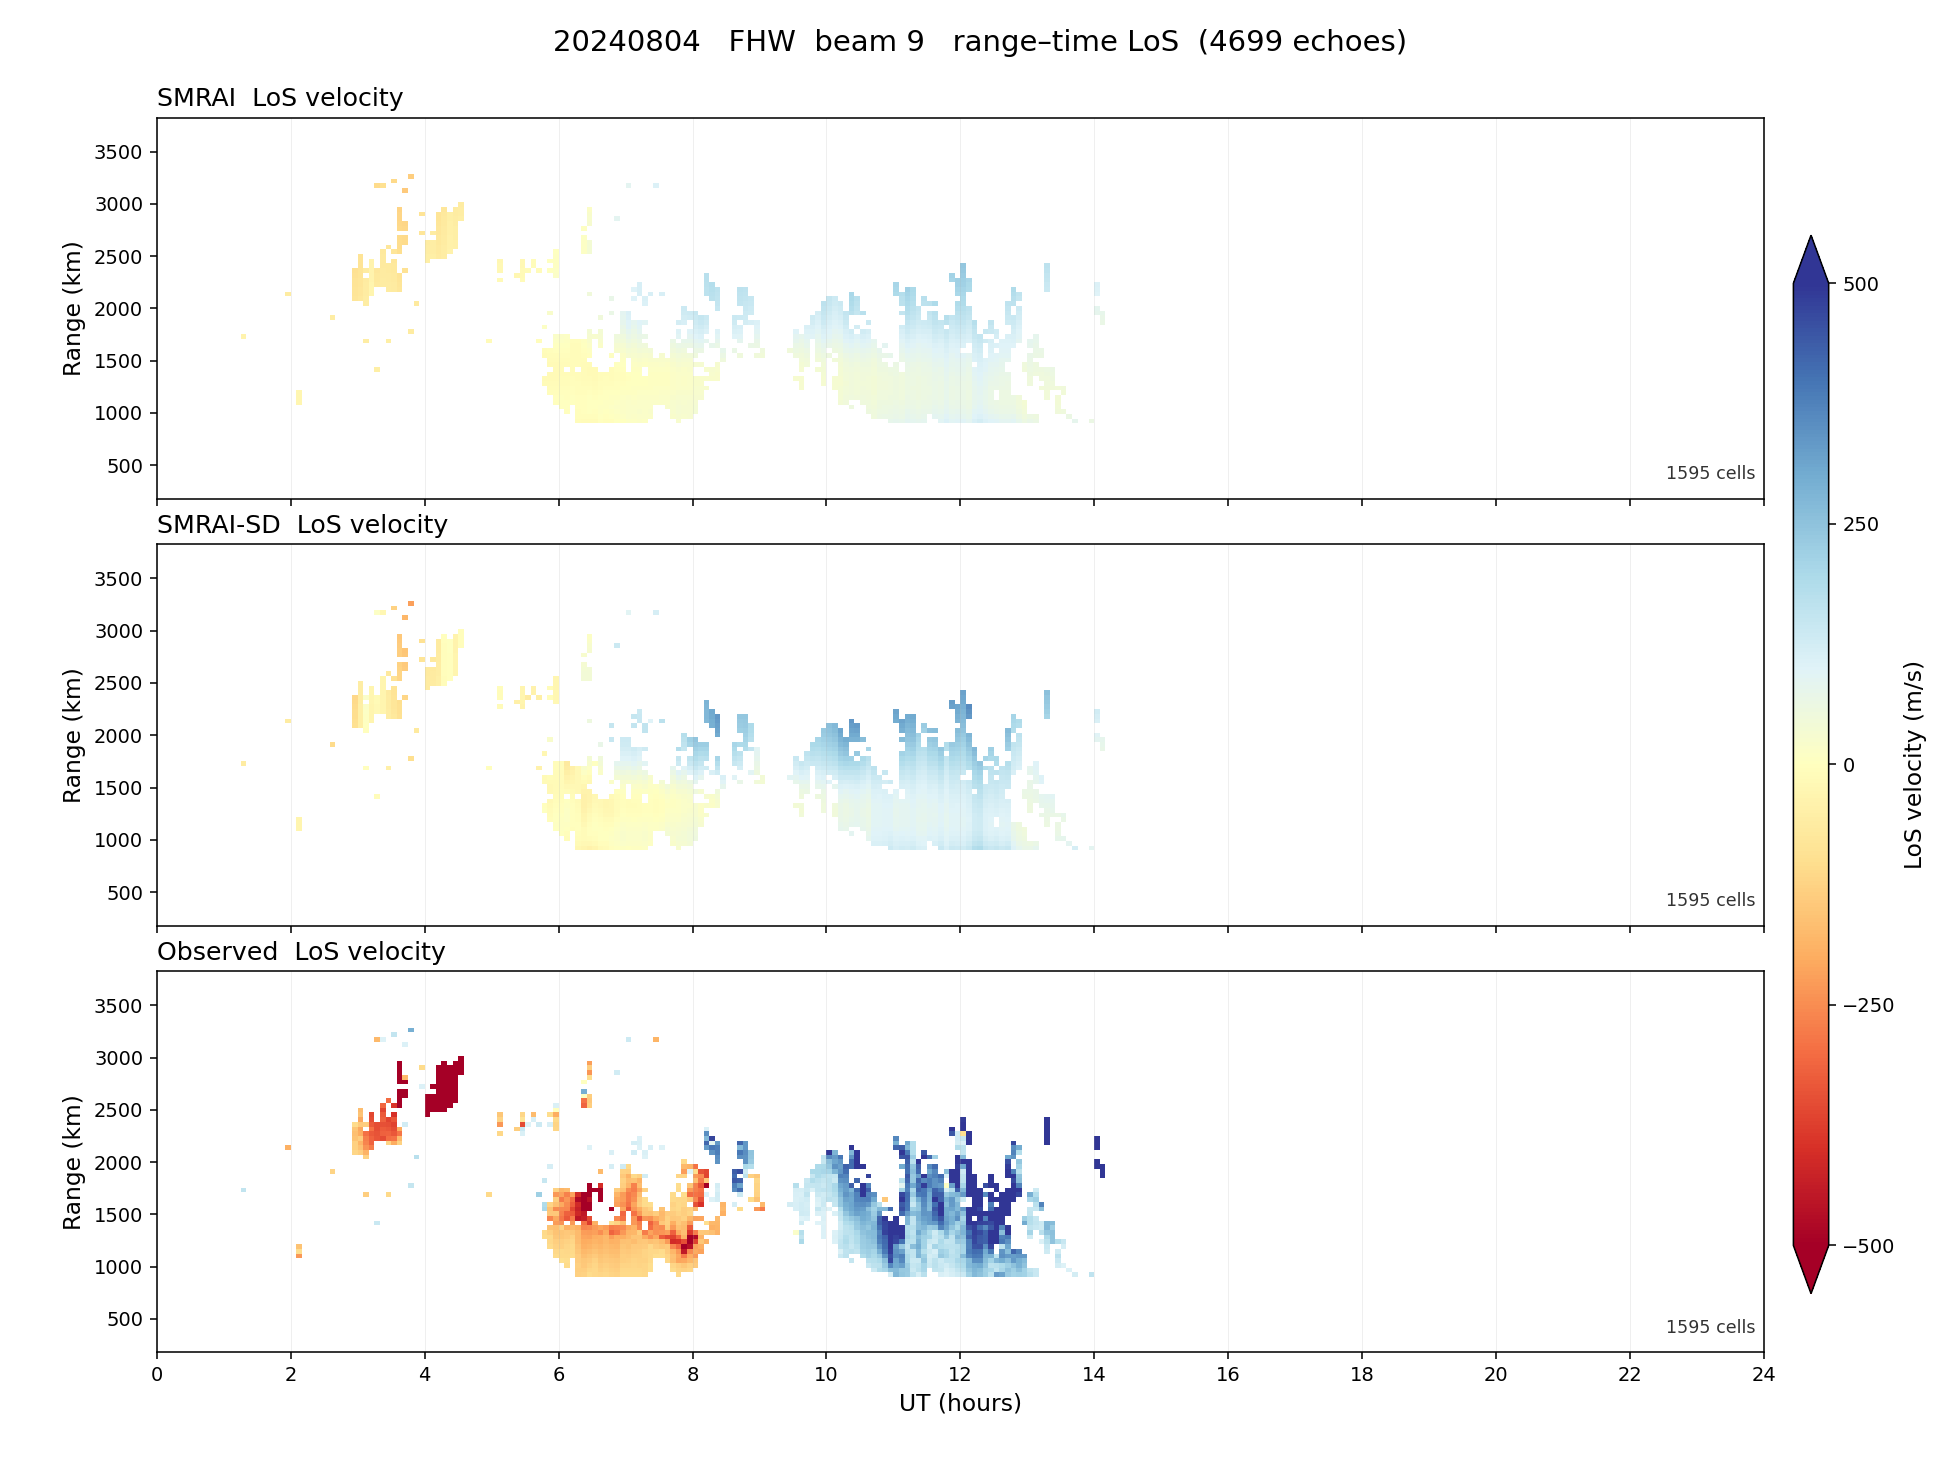 20240804   FHW  beam 9   range–time LoS  (4699 echoes)
SMRAI  LoS velocity
3500
3000
2500
2000
1500
1000
500
Range (km)
1595 cells
SMRAI-SD  LoS velocity
3500
3000
2500
2000
1500
1000
500
Range (km)
1595 cells
Observed  LoS velocity
3500
3000
2500
2000
1500
1000
500
Range (km)
1595 cells
0 2 4 6 8 10 12 14 16 18 20 22 24
UT (hours)
500
250
0
−250
−500
LoS velocity (m/s)